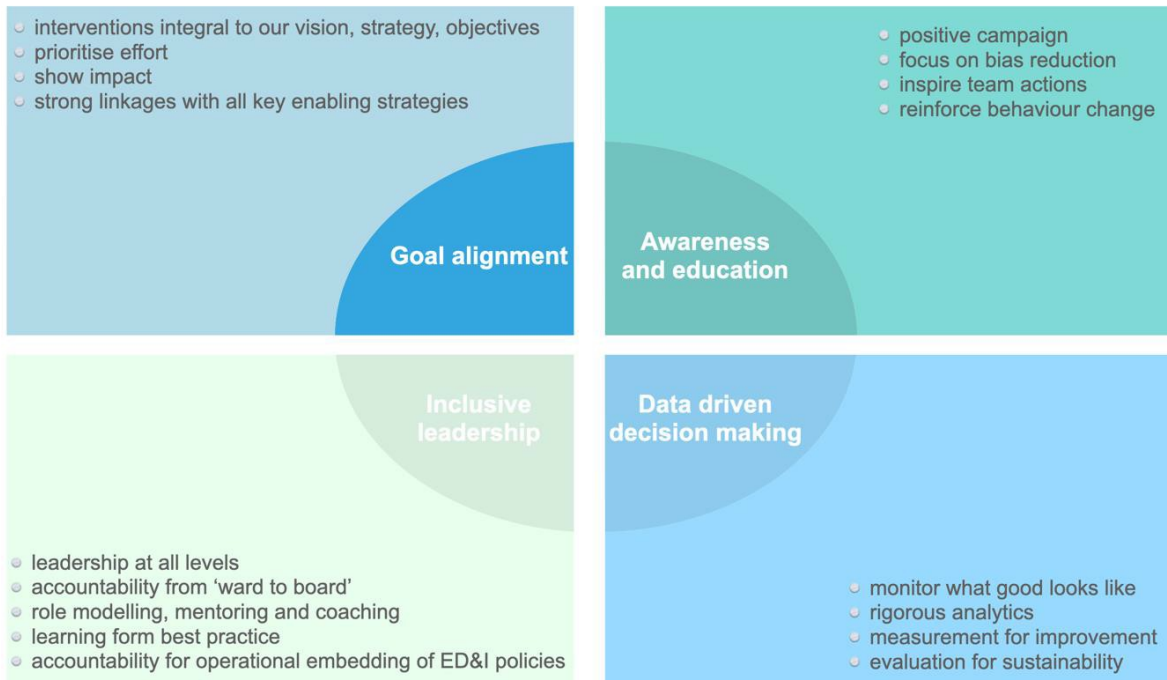 interventions integral to our vision, strategy, objectives
prioritise effort
show impact
strong linkages with all key enabling strategies
Goal alignment
positive campaign
focus on bias reduction
inspire team actions
reinforce behaviour change
Awareness
and education
Inclusive
leadership
leadership at all levels
accountability from ‘ward to board’
role modelling, mentoring and coaching
learning form best practice
accountability for operational embedding of ED&I policies
Data driven
decision making
monitor what good looks like
rigorous analytics
measurement for improvement
evaluation for sustainability